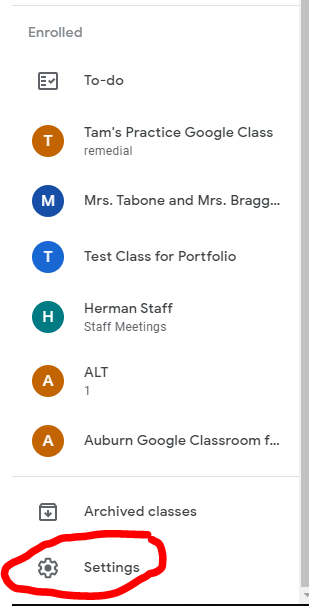 Enrolled
To-do
T
Tam's Practice Google Class
remedial
M
Mrs. Tabone and Mrs. Bragg...
T
Test Class for Portfolio
H
Herman Staff
Staff Meetings
A
ALT
1
A
Auburn Google Classroom f...
Archived classes
Settings